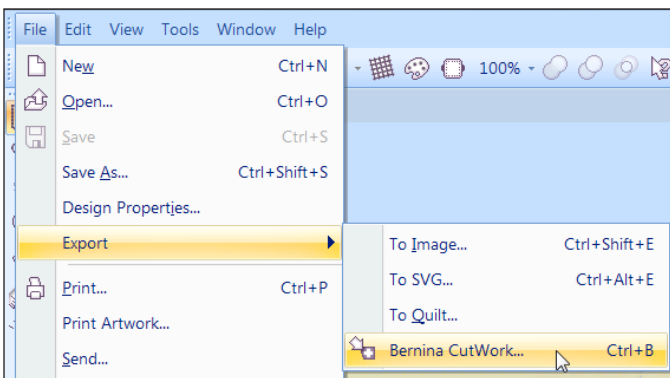 File Edit View Tools Window Help
New Ctrl+N
100%
Open... Ctrl+O
Save Ctrl+S
Save As... Ctrl+Shift+S
Design Properties...
Export
To Image... Ctrl+Shift+E
To SVG... Ctrl+Alt+E
To Quilt...
Bernina CutWork... Ctrl+B
Print... Ctrl+P
Print Artwork...
Send...